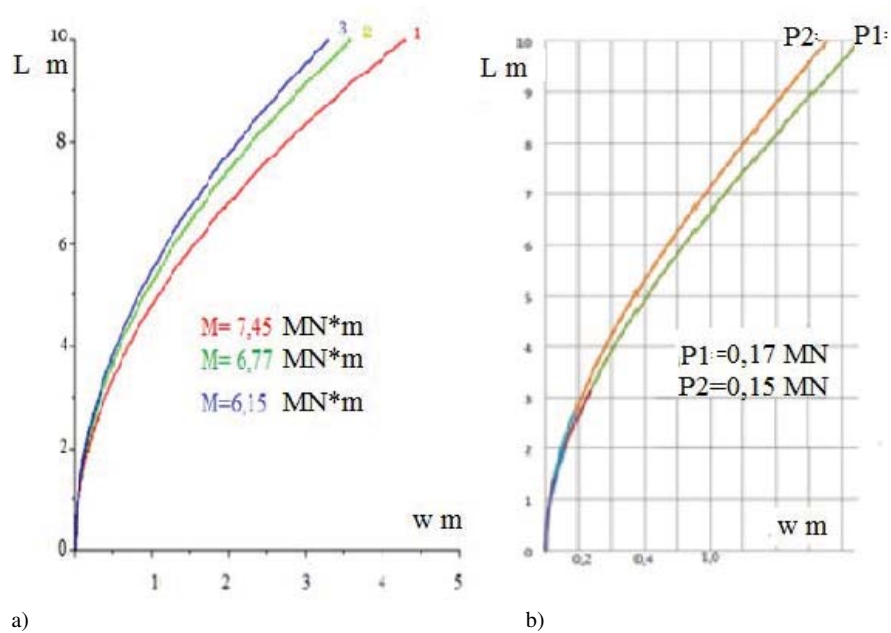 10
3 2 1
L m
8
6
M= 7,45 MN*m
M= 6,77 MN*m
4
M=6,15 MN*m
2
w m
0
1 2 3 4 5
a)
P2= P1=
10
L m
9
8
7
6
5
4
P1=0,17 MN
P2=0,15 MN
3
2
1
w m
0
0,2 0,4 1,0
b)